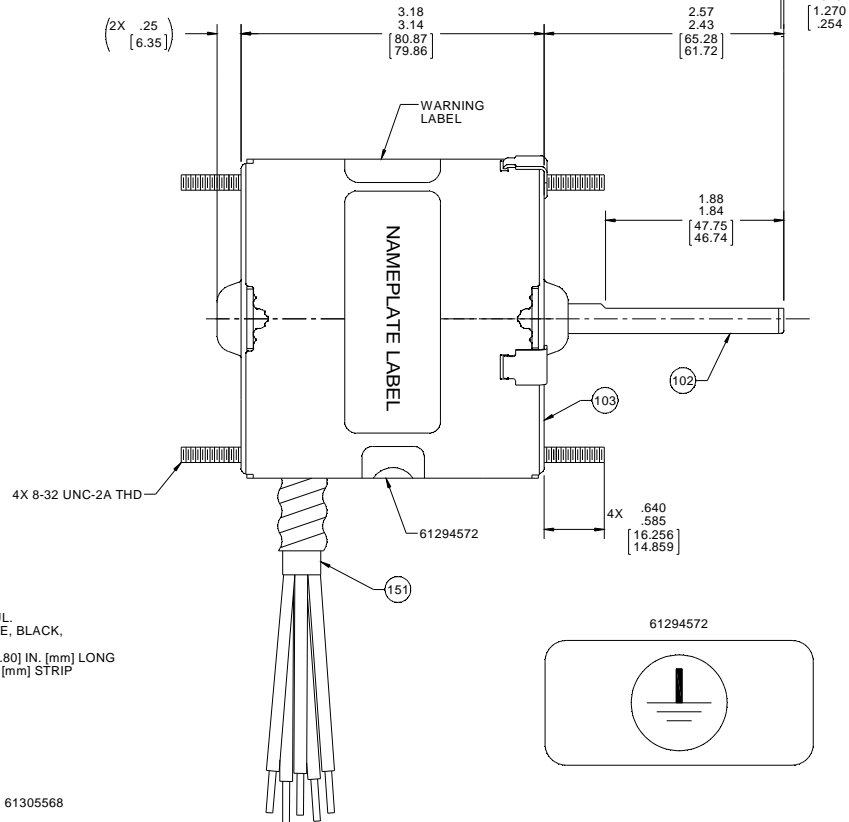 (2X .25
[6.35])
3.18
3.14
[80.87
79.86]
2.57
2.43
[65.28
61.72]
[1.270
.254
WARNING
LABEL
1.88
1.84
[47.75
46.74]
NAMEPLATE LABEL
102
103
4X 8-32 UNC-2A THD
4X .640
.585
[16.256
14.859]
61294572
151
UL.
E, BLACK,
.80] IN. [mm] LONG
[mm] STRIP
61294572
61305568